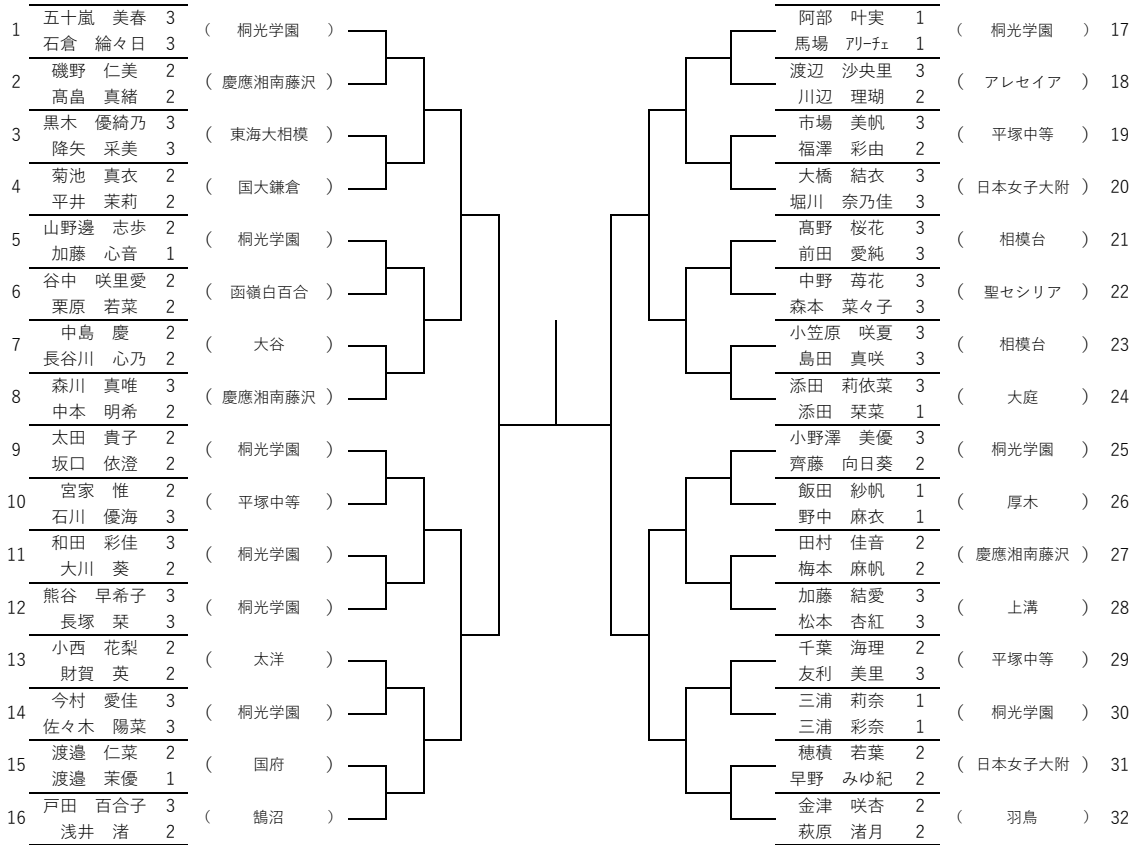 1 五十嵐 美春 3 ( 桐光学園 )
石倉 綸々日 3
2 磯野 仁美 2 ( 慶應湘南藤沢 )
髙畠 真緒 2
3 黒木 優綺乃 3 ( 東海大相模 )
降矢 采美 3
4 菊池 真衣 2 ( 国大鎌倉 )
平井 茉莉 2
5 山野邊 志歩 2 ( 桐光学園 )
加藤 心音 1
6 谷中 咲里愛 2 ( 函嶺白百合 )
栗原 若菜 2
7 中島 慶 2 ( 大谷 )
長谷川 心乃 2
8 森川 真唯 3 ( 慶應湘南藤沢 )
中本 明希 2
9 太田 貴子 2 ( 桐光学園 )
坂口 依澄 2
10 宮家 惟 2 ( 平塚中等 )
石川 優海 3
11 和田 彩佳 3 ( 桐光学園 )
大川 葵 2
12 熊谷 早希子 3 ( 桐光学園 )
長塚 栞 3
13 小西 花梨 2 ( 太洋 )
財賀 英 2
14 今村 愛佳 3 ( 桐光学園 )
佐々木 陽菜 3
15 渡邉 仁菜 2 ( 国府 )
渡邉 茉優 1
16 戸田 百合子 3 ( 鵠沼 )
浅井 渚 2
阿部 叶実 1 ( 桐光学園 ) 17
馬場 ｱﾘｰﾁｪ 1
渡辺 沙央里 3 ( アレセイア ) 18
川辺 理瑚 2
市場 美帆 3 ( 平塚中等 ) 19
福澤 彩由 2
大橋 結衣 3 ( 日本女子大附 ) 20
堀川 奈乃佳 3
髙野 桜花 3 ( 相模台 ) 21
前田 愛純 3
中野 苺花 3 ( 聖セシリア ) 22
森本 菜々子 3
小笠原 咲夏 3 ( 相模台 ) 23
島田 真咲 3
添田 莉依菜 3 ( 大庭 ) 24
添田 栞菜 1
小野澤 美優 3 ( 桐光学園 ) 25
齊藤 向日葵 2
飯田 紗帆 1 ( 厚木 ) 26
野中 麻衣 1
田村 佳音 2 ( 慶應湘南藤沢 ) 27
梅本 麻帆 2
加藤 結愛 3 ( 上溝 ) 28
松本 杏紅 3
千葉 海理 2 ( 平塚中等 ) 29
友利 美里 3
三浦 莉奈 1 ( 桐光学園 ) 30
三浦 彩奈 1
穂積 若葉 2 ( 日本女子大附 ) 31
早野 みゆ紀 2
金津 咲杏 2 ( 羽鳥 ) 32
萩原 渚月 2